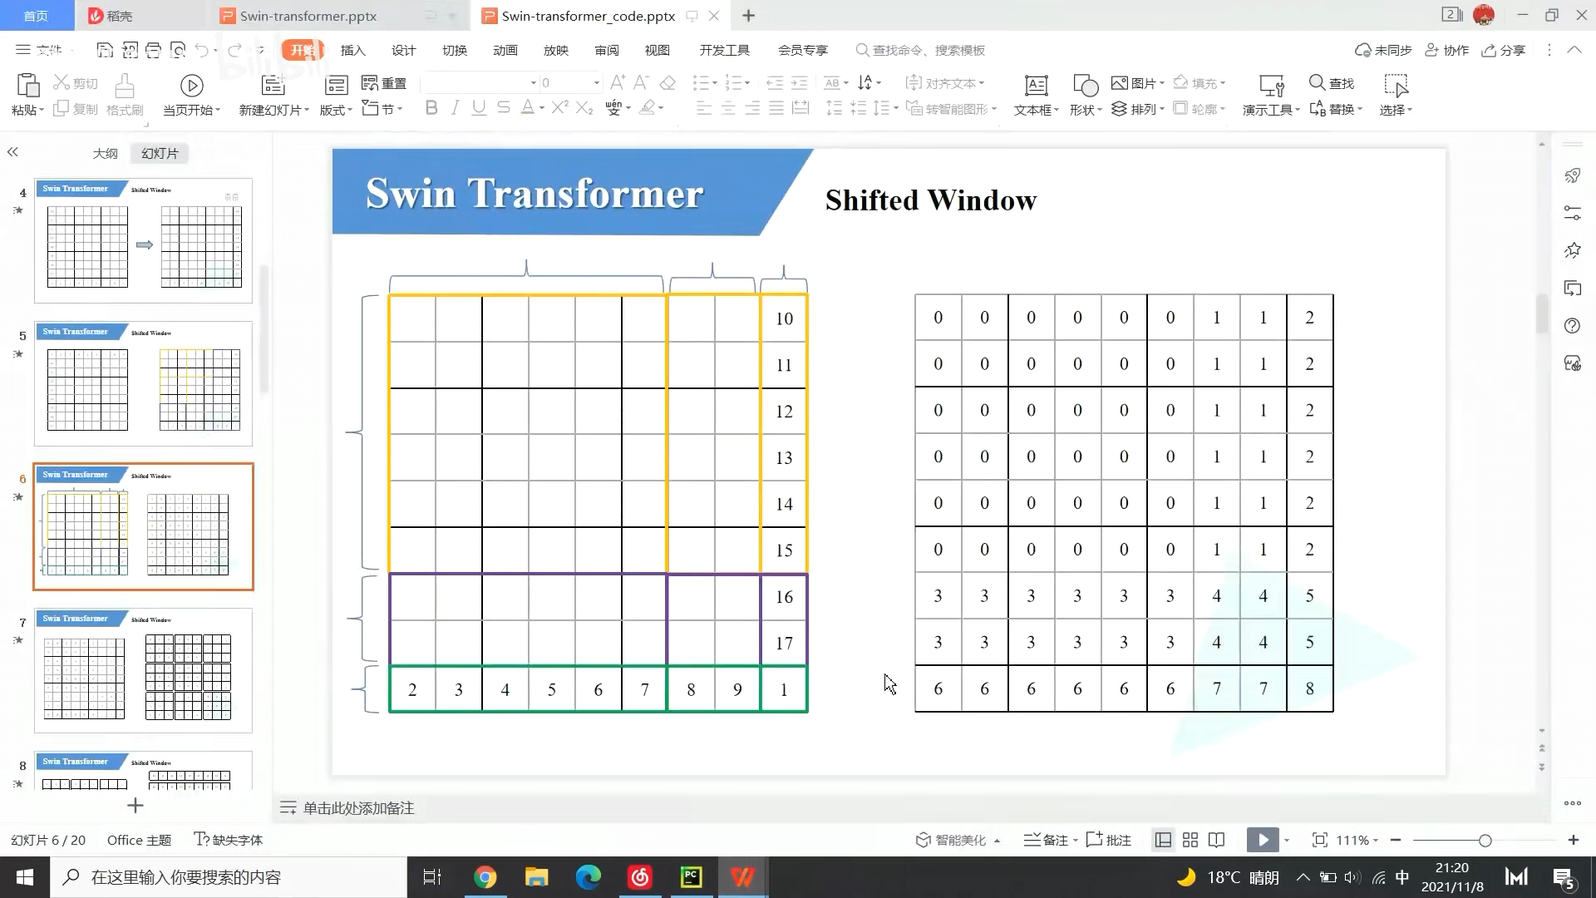 首页
稻壳
Swin-transformer.pptx
Swin-transformer_code.pptx
文件
开始
插入
设计
切换
动画
放映
审阅
视图
开发工具
会员专享
查找命令、搜索模板
未同步
协作
分享
粘贴
剪切
复制
格式刷
当页开始
新建幻灯片
版式
重置
节
0
B I U S A X² X₂ wén
对齐文本
转智能图形
文本框
形状
图片
排列
填充
轮廓
演示工具
查找
替换
选择
大纲
幻灯片
4
Swin Transformer
Shifted Window
5
Swin Transformer
Shifted Window
6
Swin Transformer
Shifted Window
7
Swin Transformer
Shifted Window
8
Swin Transformer
Shifted Window
Swin Transformer
Shifted Window
10
11
12
13
14
15
16
17
2 3 4 5 6 7 8 9 1
0 0 0 0 0 0 1 1 2
0 0 0 0 0 0 1 1 2
0 0 0 0 0 0 1 1 2
0 0 0 0 0 0 1 1 2
0 0 0 0 0 0 1 1 2
0 0 0 0 0 0 1 1 2
3 3 3 3 3 3 4 4 5
3 3 3 3 3 3 4 4 5
6 6 6 6 6 6 7 7 8
单击此处添加备注
幻灯片 6 / 20
Office 主题
缺失字体
智能美化
备注
批注
111%
在这里输入你要搜索的内容
18°C 晴朗
中
21:20
2021/11/8
5